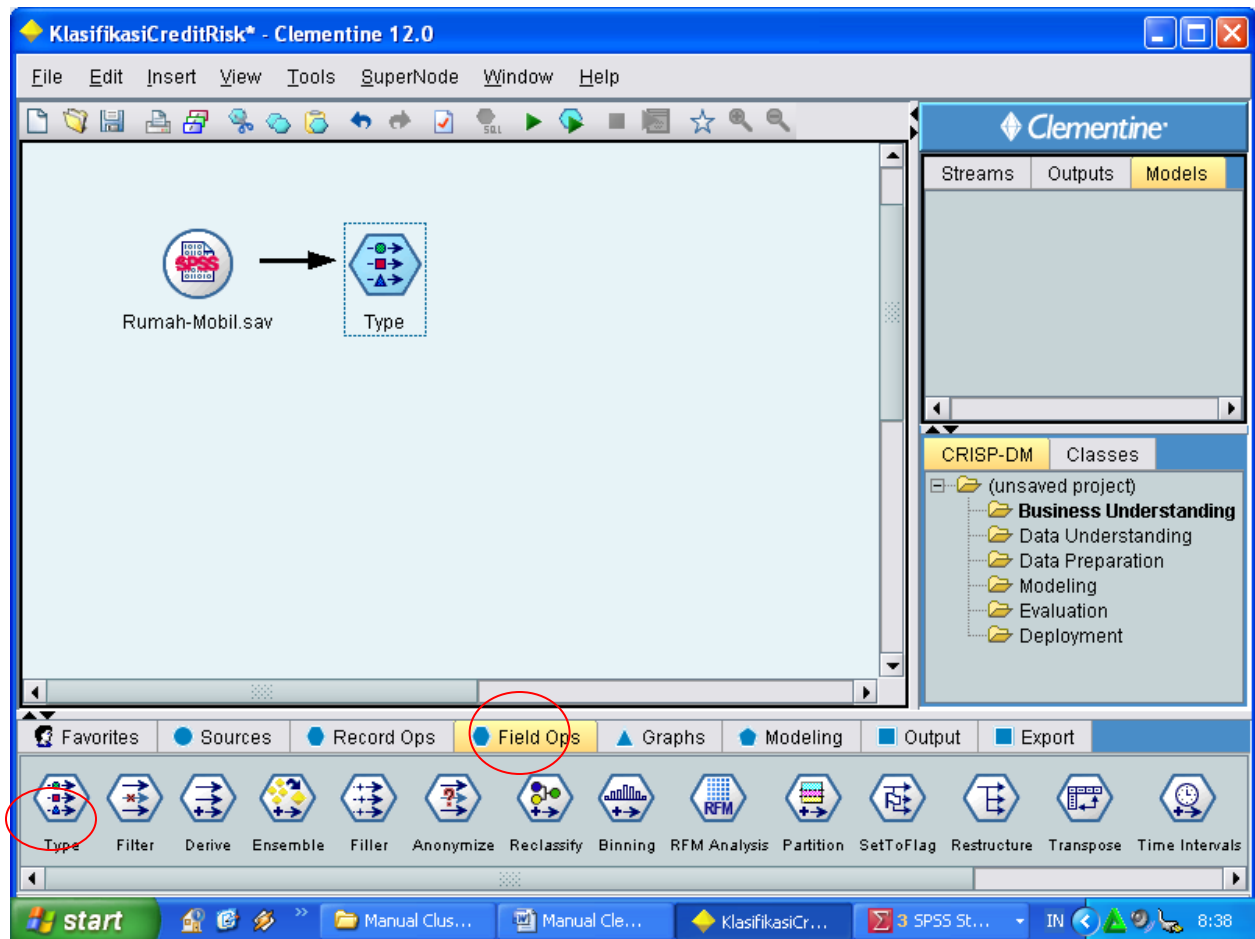 KlasifikasiCreditRisk* - Clementine 12.0
File Edit Insert View Tools SuperNode Window Help
SQL
Clementine
Streams Outputs Models
SPSS
Rumah-Mobil.sav
Type
CRISP-DM Classes
(unsaved project)
Business Understanding
Data Understanding
Data Preparation
Modeling
Evaluation
Deployment
Favorites Sources Record Ops Field Ops Graphs Modeling Output Export
RFM
Type Filter Derive Ensemble Filler Anonymize Reclassify Binning RFM Analysis Partition SetToFlag Restructure Transpose Time Intervals
start Manual Clus... Manual Cle... KlasifikasiCr... 3 SPSS St... IN 8:38